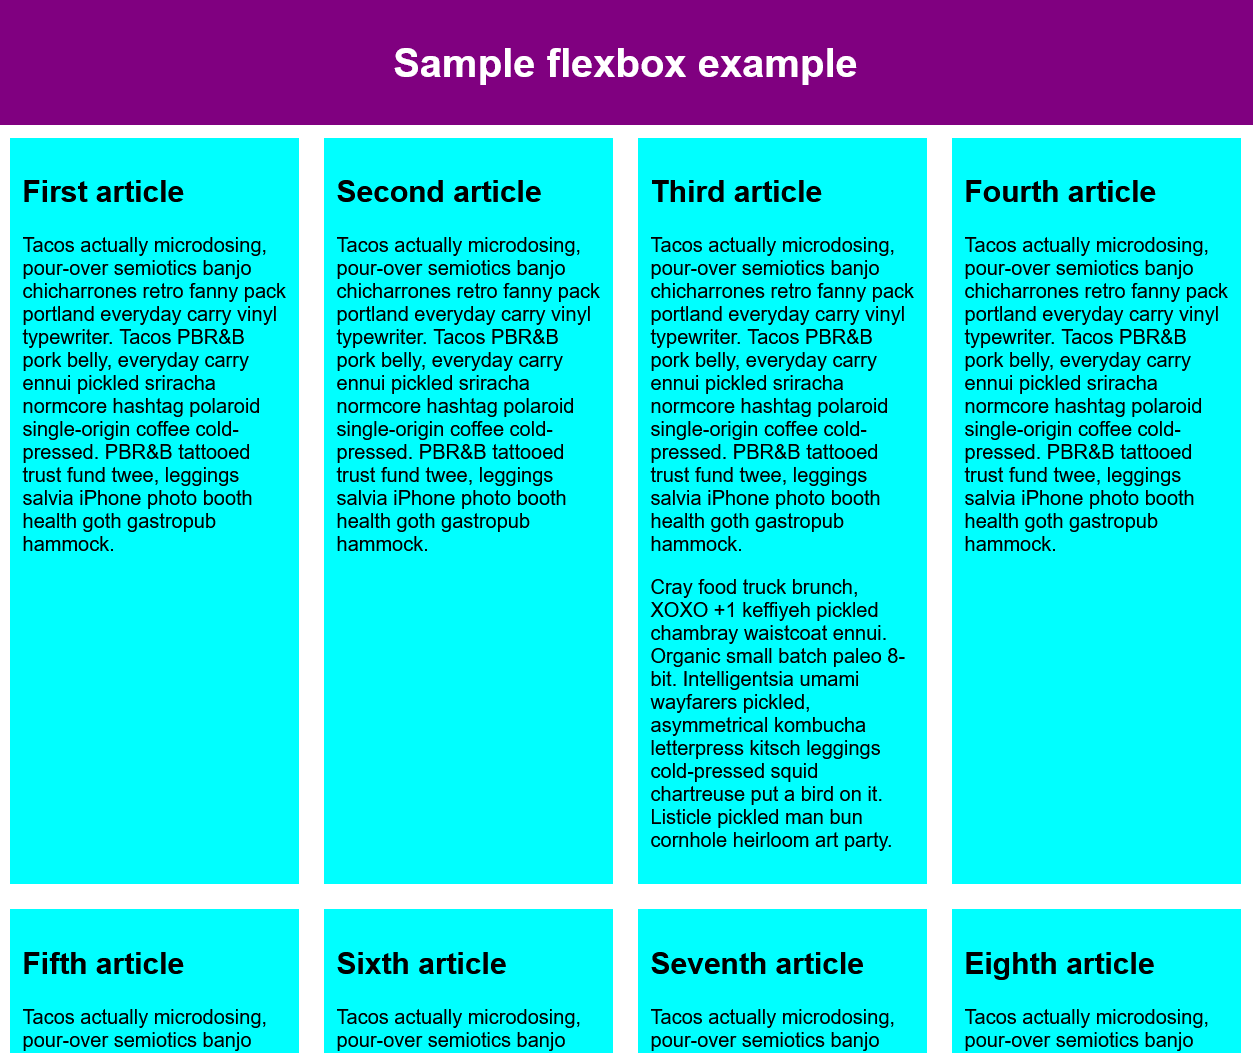 Sample flexbox example
First article
Tacos actually microdosing,
pour-over semiotics banjo
chicharrones retro fanny pack
portland everyday carry vinyl
typewriter. Tacos PBR&B
pork belly, everyday carry
ennui pickled sriracha
normcore hashtag polaroid
single-origin coffee cold-
pressed. PBR&B tattooed
trust fund twee, leggings
salvia iPhone photo booth
health goth gastropub
hammock.
Second article
Tacos actually microdosing,
pour-over semiotics banjo
chicharrones retro fanny pack
portland everyday carry vinyl
typewriter. Tacos PBR&B
pork belly, everyday carry
ennui pickled sriracha
normcore hashtag polaroid
single-origin coffee cold-
pressed. PBR&B tattooed
trust fund twee, leggings
salvia iPhone photo booth
health goth gastropub
hammock.
Third article
Tacos actually microdosing,
pour-over semiotics banjo
chicharrones retro fanny pack
portland everyday carry vinyl
typewriter. Tacos PBR&B
pork belly, everyday carry
ennui pickled sriracha
normcore hashtag polaroid
single-origin coffee cold-
pressed. PBR&B tattooed
trust fund twee, leggings
salvia iPhone photo booth
health goth gastropub
hammock.
Cray food truck brunch,
XOXO +1 keffiyeh pickled
chambray waistcoat ennui.
Organic small batch paleo 8-
bit. Intelligentsia umami
wayfarers pickled,
asymmetrical kombucha
letterpress kitsch leggings
cold-pressed squid
chartreuse put a bird on it.
Listicle pickled man bun
cornhole heirloom art party.
Fourth article
Tacos actually microdosing,
pour-over semiotics banjo
chicharrones retro fanny pack
portland everyday carry vinyl
typewriter. Tacos PBR&B
pork belly, everyday carry
ennui pickled sriracha
normcore hashtag polaroid
single-origin coffee cold-
pressed. PBR&B tattooed
trust fund twee, leggings
salvia iPhone photo booth
health goth gastropub
hammock.
Fifth article
Tacos actually microdosing,
pour-over semiotics banjo
Sixth article
Tacos actually microdosing,
pour-over semiotics banjo
Seventh article
Tacos actually microdosing,
pour-over semiotics banjo
Eighth article
Tacos actually microdosing,
pour-over semiotics banjo